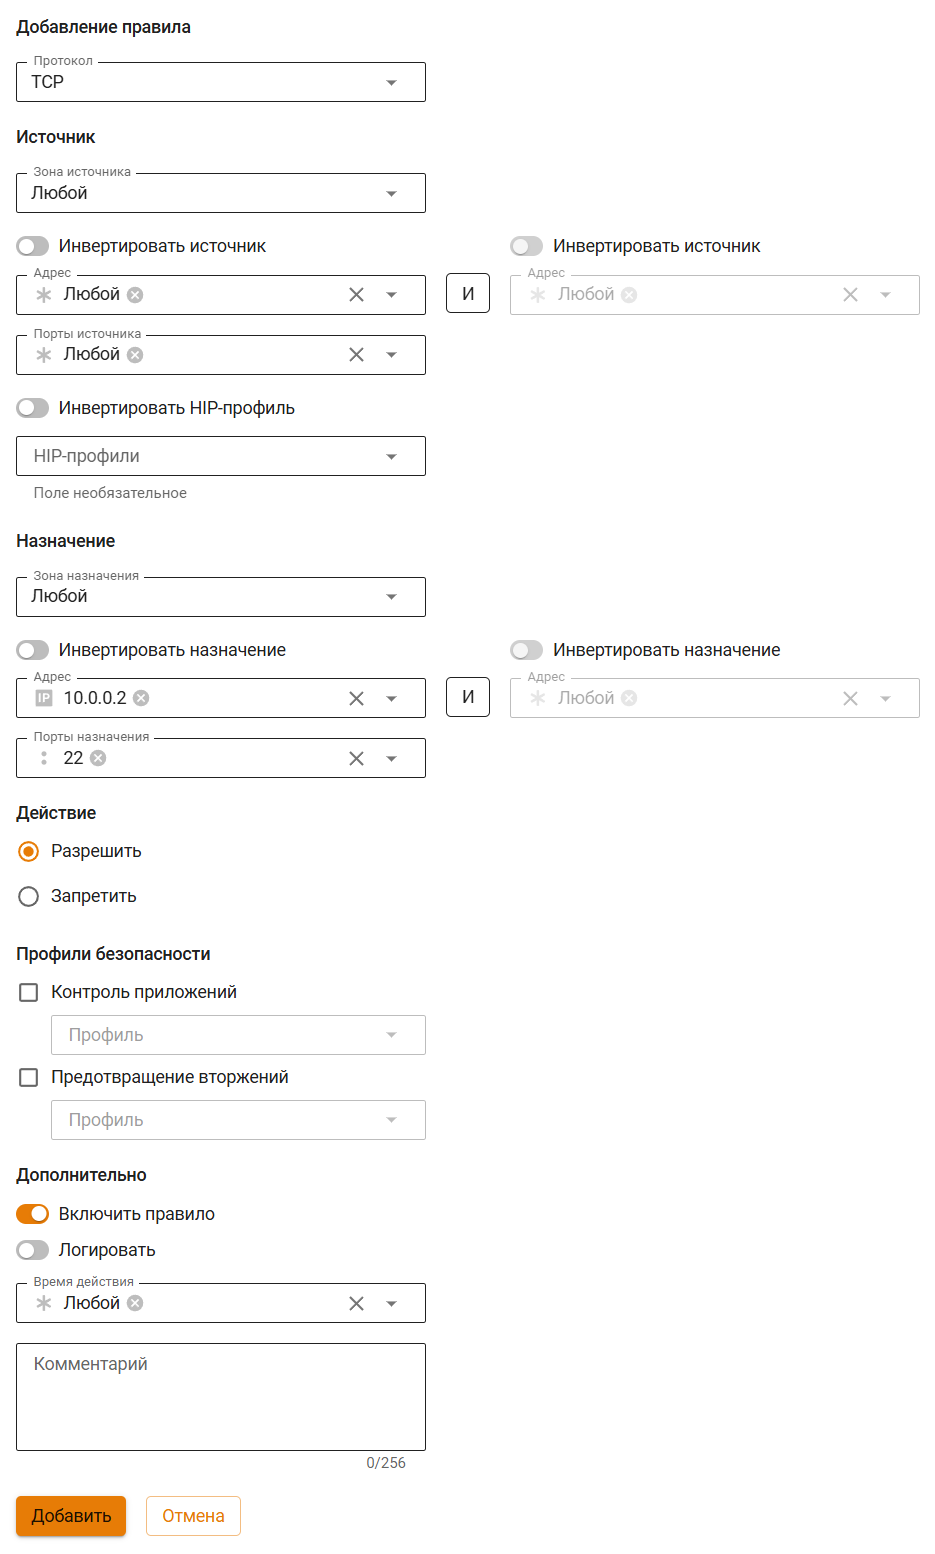 Добавление правила
Протокол
TCP
Источник
Зона источника
Любой
Инвертировать источник
Инвертировать источник
Адрес
Любой
И
Адрес
Любой
Порты источника
Любой
Инвертировать HIP-профиль
HIP-профили
Поле необязательное
Назначение
Зона назначения
Любой
Инвертировать назначение
Инвертировать назначение
Адрес
IP 10.0.0.2
И
Адрес
Любой
Порты назначения
22
Действие
Разрешить
Запретить
Профили безопасности
Контроль приложений
Профиль
Предотвращение вторжений
Профиль
Дополнительно
Включить правило
Логировать
Время действия
Любой
Комментарий
0/256
Добавить
Отмена